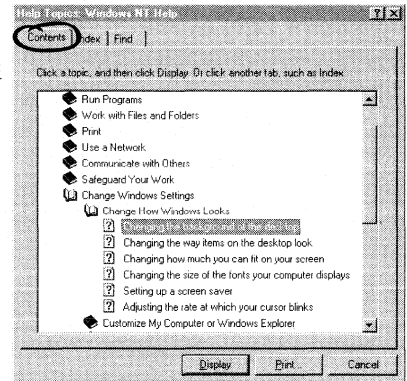 Help Topics: Windows NT Help
Contents Index Find
Click a topic, and then click Display. Or click another tab, such as Index.
Run Programs
Work with Files and Folders
Print
Use a Network
Communicate with Others
Safeguard Your Work
Change Windows Settings
Change How Windows Looks
Changing the background of the desktop
Changing the way items on the desktop look
Changing how much you can fit on your screen
Changing the size of the fonts your computer displays
Setting up a screen saver
Adjusting the rate at which your cursor blinks
Customize My Computer or Windows Explorer
Display Print... Cancel